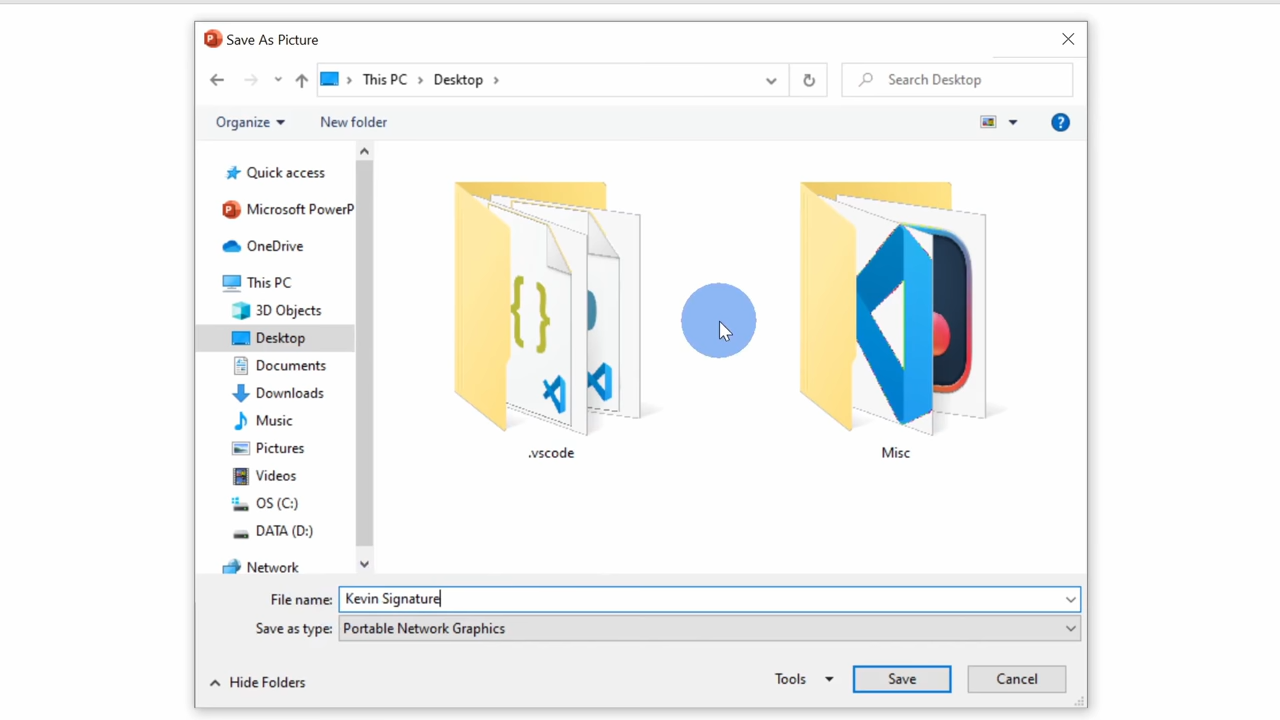 Save As Picture
This PC
Desktop
Search Desktop
Organize
New folder
Quick access
Microsoft PowerP
OneDrive
This PC
3D Objects
Desktop
Documents
Downloads
Music
Pictures
Videos
OS (C:)
DATA (D:)
Network
.vscode
Misc
File name: Kevin Signature
Save as type: Portable Network Graphics
Hide Folders
Tools
Save
Cancel